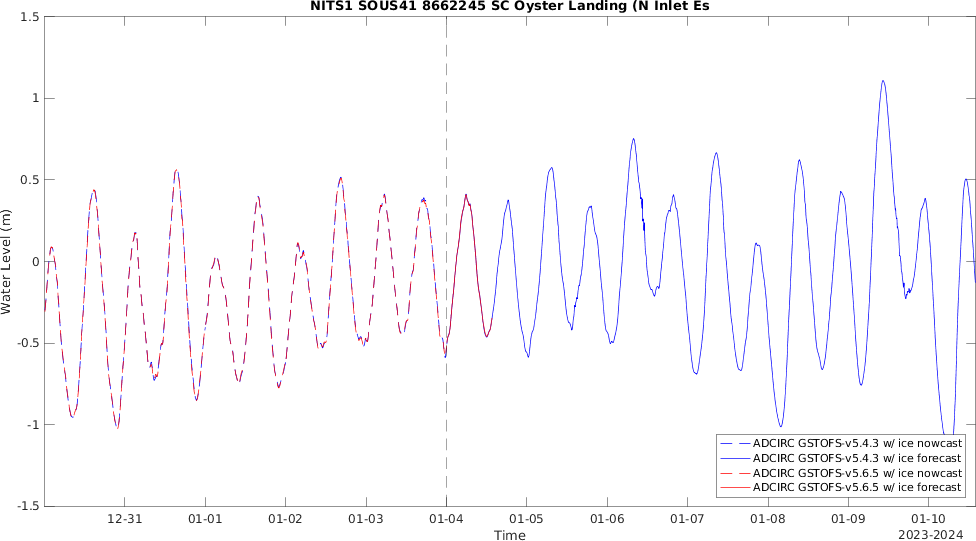 NITS1 SOUS41 8662245 SC Oyster Landing (N Inlet Es
1.5
1
0.5
0
-0.5
-1
-1.5
Water Level (m)
12-31
01-01
01-02
01-03
01-04
01-05
01-06
01-07
01-08
01-09
01-10
2023-2024
Time
ADCIRC GSTOFS-v5.4.3 w/ ice nowcast
ADCIRC GSTOFS-v5.4.3 w/ ice forecast
ADCIRC GSTOFS-v5.6.5 w/ ice nowcast
ADCIRC GSTOFS-v5.6.5 w/ ice forecast